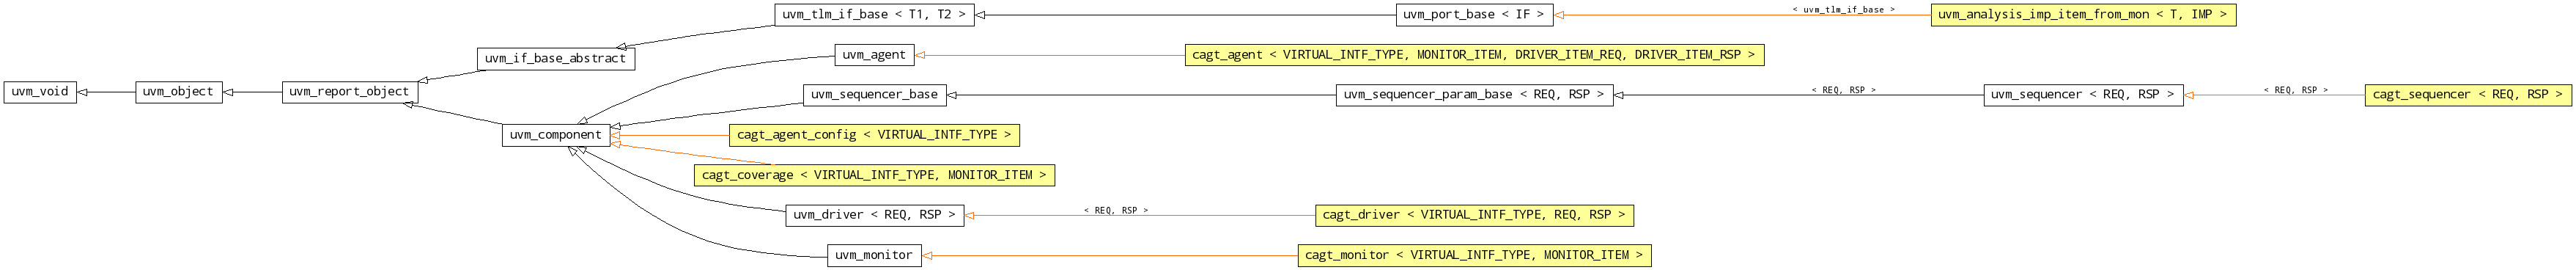 uvm_tlm_if_base < T1, T2 >
uvm_port_base < IF >
< uvm_tlm_if_base >
uvm_analysis_imp_item_from_mon < T, IMP >
uvm_if_base_abstract
uvm_agent
cagt_agent < VIRTUAL_INTF_TYPE, MONITOR_ITEM, DRIVER_ITEM_REQ, DRIVER_ITEM_RSP >
uvm_void
uvm_object
uvm_report_object
uvm_sequencer_base
uvm_sequencer_param_base < REQ, RSP >
< REQ, RSP >
uvm_sequencer < REQ, RSP >
< REQ, RSP >
cagt_sequencer < REQ, RSP >
uvm_component
cagt_agent_config < VIRTUAL_INTF_TYPE >
cagt_coverage < VIRTUAL_INTF_TYPE, MONITOR_ITEM >
uvm_driver < REQ, RSP >
< REQ, RSP >
cagt_driver < VIRTUAL_INTF_TYPE, REQ, RSP >
uvm_monitor
cagt_monitor < VIRTUAL_INTF_TYPE, MONITOR_ITEM >